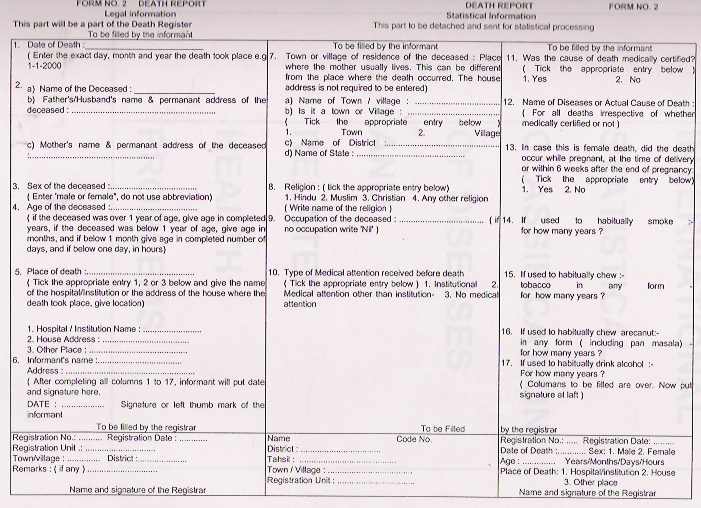 FORM NO. 2 DEATH REPORT
Legal information
This part will be a part of the Death Register
To be filled by the informant
1. Date of Death :
( Enter the exact day, month and year the death took place e.g
1-1-2000
2. a) Name of the Deceased :
b) Father's/Husband's name & permanant address of the
deceased :
c) Mother's name & permanent address of the deceased
:
3. Sex of the deceased :
( Enter "male or female", do not use abbreviation)
4. Age of the deceased :
( if the deceased was over 1 year of age, give age in completed
years, if the deceased was below 1 year of age, give age in
months, and if below 1 month give age in completed number of
days, and if below one day, in hours)
5. Place of death :
( Tick the appropriate entry 1, 2 or 3 below and give the name
of the hospital/Institution or the address of the house where the
death took place, give location)
1. Hospital / Institution Name :
2. House Address :
3. Other Place :
6. Informant's name :
Address :
( After completing all columns 1 to 17, informant will put date
and signature here.
DATE : Signature or left thumb mark of the
informant
To be filled by the registrar
Registration No.: Registration Date :
Registration Unit .:
Town/village : District :
Remarks : ( if any )
Name and signature of the Registrar
DEATH REPORT FORM NO. 2
Statistical Information
This part to be detached and sent for statistical processing
To be filled by the informant
7. Town or village of residence of the deceased : Place
where the mother usually lives. This can be different
from the place where the death occurred. The house
address is not required to be entered)
a) Name of Town / village :
b) Is it a town or Village :
( Tick the appropriate entry below )
1. Town 2. Village
c) Name of District :
d) Name of State :
8. Religion : ( tick the appropriate entry below)
1. Hindu 2. Muslim 3. Christian 4. Any other religion
( Write name of the religion )
9. Occupation of the deceased : ( if
no occupation write 'Nil' )
10. Type of Medical attention received before death
( Tick the appropriate entry below ) 1. Institutional 2.
Medical attention other than institution- 3. No medical
attention
To be Filled
Name Code No.
District :
Tahsil :
Town / Village :
Registration Unit :
To be filled by the informant
11. Was the cause of death medically certified?
( Tick the appropriate entry below )
1. Yes 2. No
12. Name of Diseases or Actual Cause of Death :
( For all deaths irrespective of whether
medically certified or not )
13. In case this is female death, did the death
occur while pregnant, at the time of delivery
or within 6 weeks after the end of pregnancy:
( Tick the appropriate entry below)
1. Yes 2. No
14. If used to habitually smoke :-
for how many years ?
15. If used to habitually chew :-
tobacco in any form -
for how many years ?
16. If used to habitually chew arecanut:-
in any form ( including pan masala) -
for how many years ?
17. If used to habitually drink alcohol :-
For how many years ?
( Columans to be filled are over. Now put
signature at laft )
by the registrar
Registration No.: Registration Date:
Date of Death : Sex: 1. Male 2. Female
Age : Years/Months/Days/Hours
Place of Death: 1. Hospital/institution 2. House
3. Other place
Name and signature of the Registrar